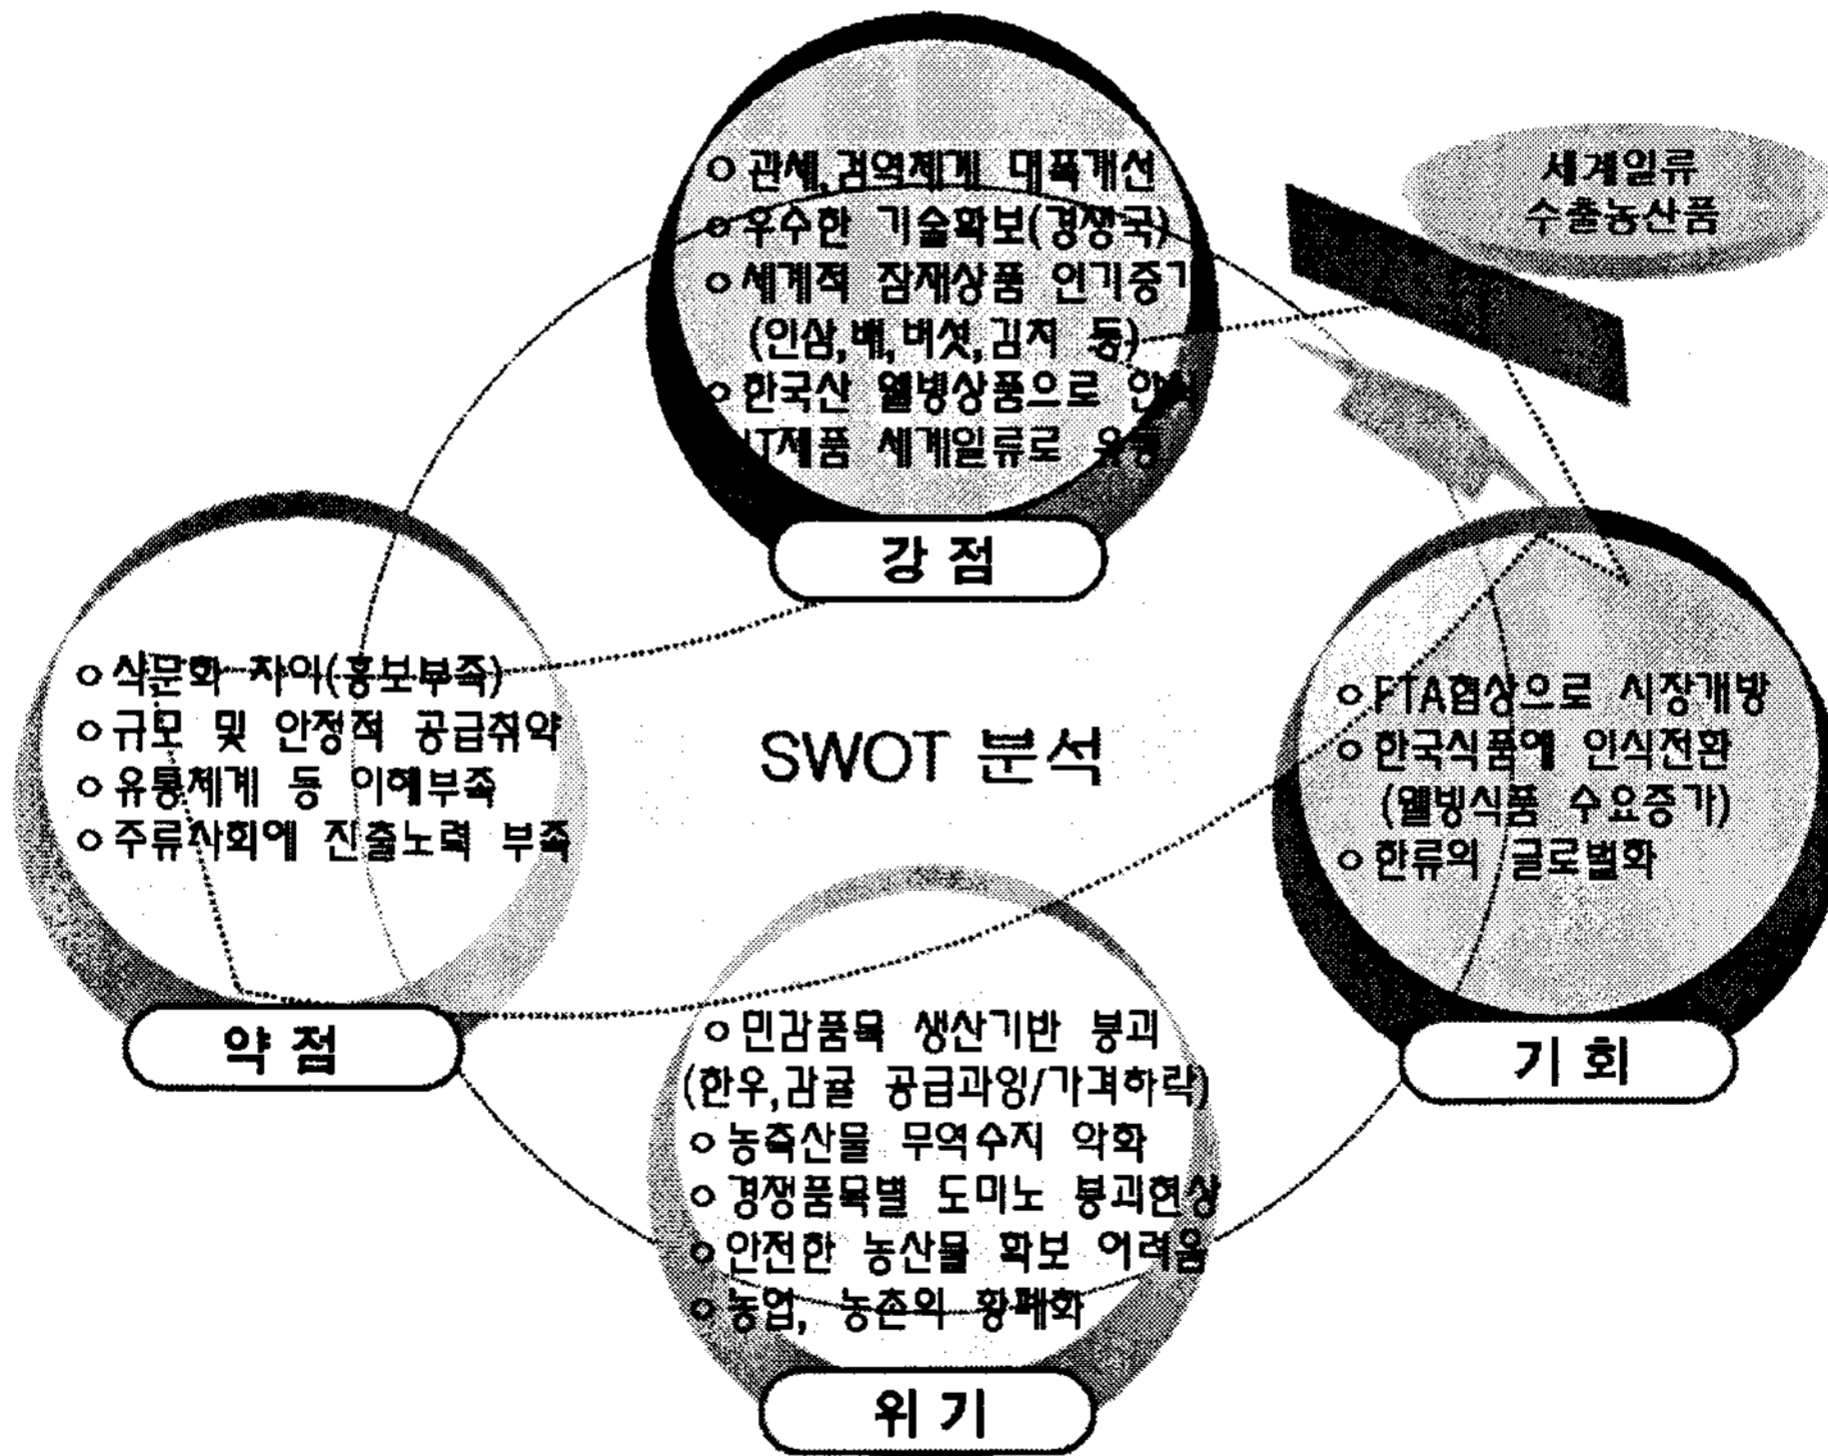 ○ 관세,검역체계 대폭개선
○ 우수한 기술확보(경쟁국)
○ 세계적 잠재상품 인기증가
(인삼,배,버섯,김치 등)
○ 한국산 웰빙상품으로
IT제품 세계일류로
강 점
세계일류
수출농산품
○ 식문화 차이(홍보부족)
○ 규모 및 안정적 공급취약
○ 유통체계 등 이해부족
○ 주류사회에 진출노력 부족
약 점
SWOT 분석
○ FTA협상으로 시장개방
○ 한국식품에 인식전환
(웰빙식품 수요증가)
○ 한류의 글로벌화
기 회
○ 민감품목 생산기반 붕괴
(한우,감귤 공급과잉/가격하락)
○ 농축산물 무역수지 악화
○ 경쟁품목별 도미노 붕괴현상
○ 안전한 농산물 확보 어려움
○ 농업, 농촌의 황폐화
위 기